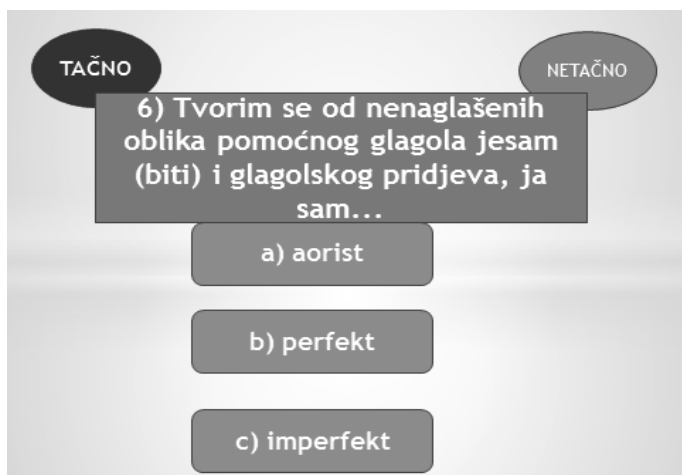 TAČNO
NETAČNO
6) Tvorim se od nenaglašenih
oblika pomoćnog glagola jesam
(biti) i glagolskog pridjeva, ja
sam...
a) aorist
b) perfekt
c) imperfekt